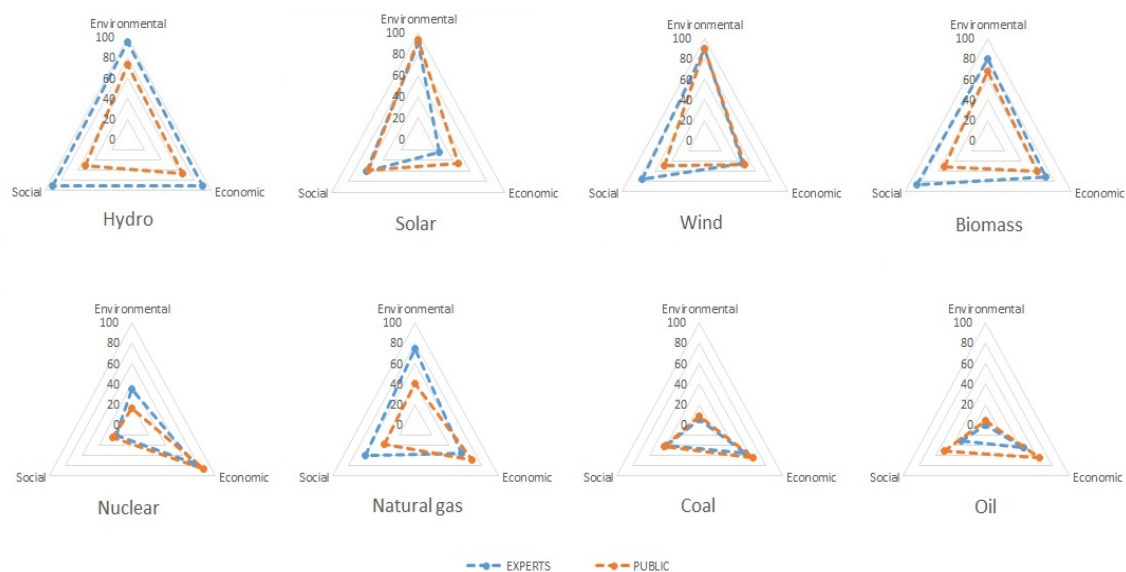 Environmental
100
80
60
40
20
0
Social
Economic
Hydro
Environmental
100
80
60
40
20
0
Social
Economic
Solar
Environmental
100
80
60
40
20
0
Social
Economic
Wind
Environmental
100
80
60
40
20
0
Social
Economic
Biomass
Environmental
100
80
60
40
20
0
Social
Economic
Nuclear
Environmental
100
80
60
40
20
0
Social
Economic
Natural gas
Environmental
100
80
60
40
20
0
Social
Economic
Coal
Environmental
100
80
60
40
20
0
Social
Economic
Oil
EXPERTS
PUBLIC